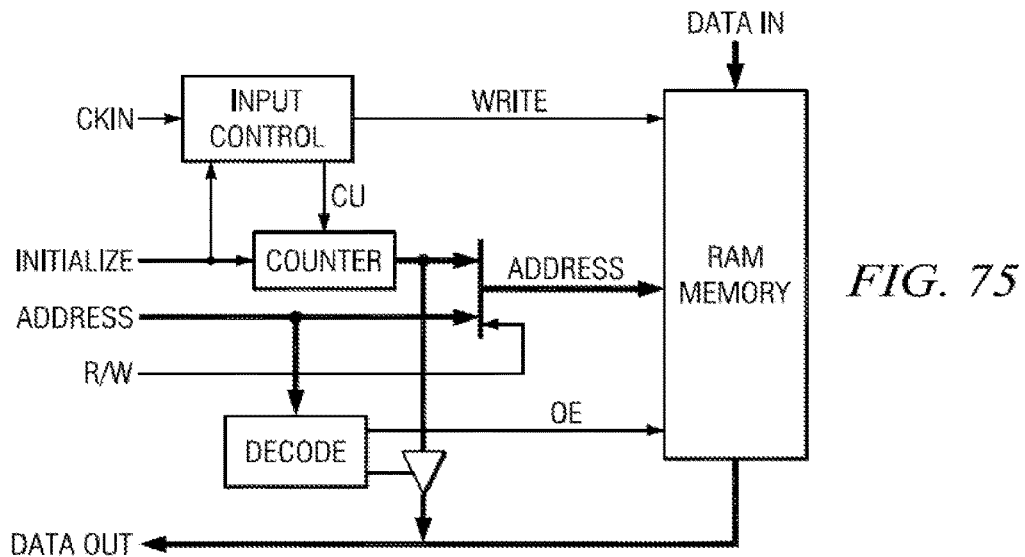 DATA IN
CKIN
INPUT
CONTROL
WRITE
CU
INITIALIZE
COUNTER
ADDRESS
RAM
MEMORY
FIG. 75
ADDRESS
R/W
DECODE
OE
DATA OUT